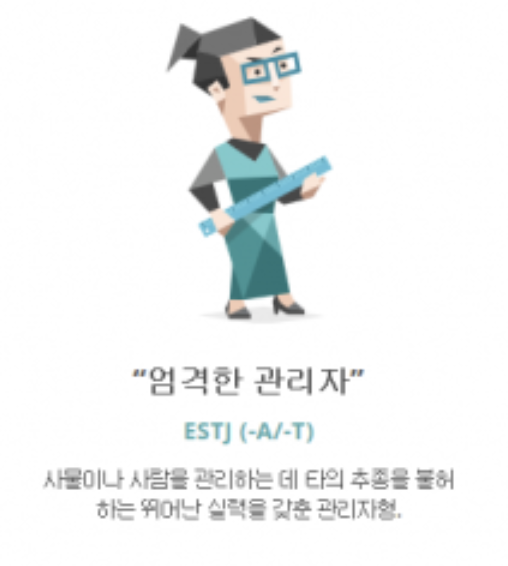 “엄격한 관리자”
ESTJ (-A/-T)
사물이나 사람을 관리하는 데 타의 추종을 불허
하는 뛰어난 실력을 갖춘 관리자형.